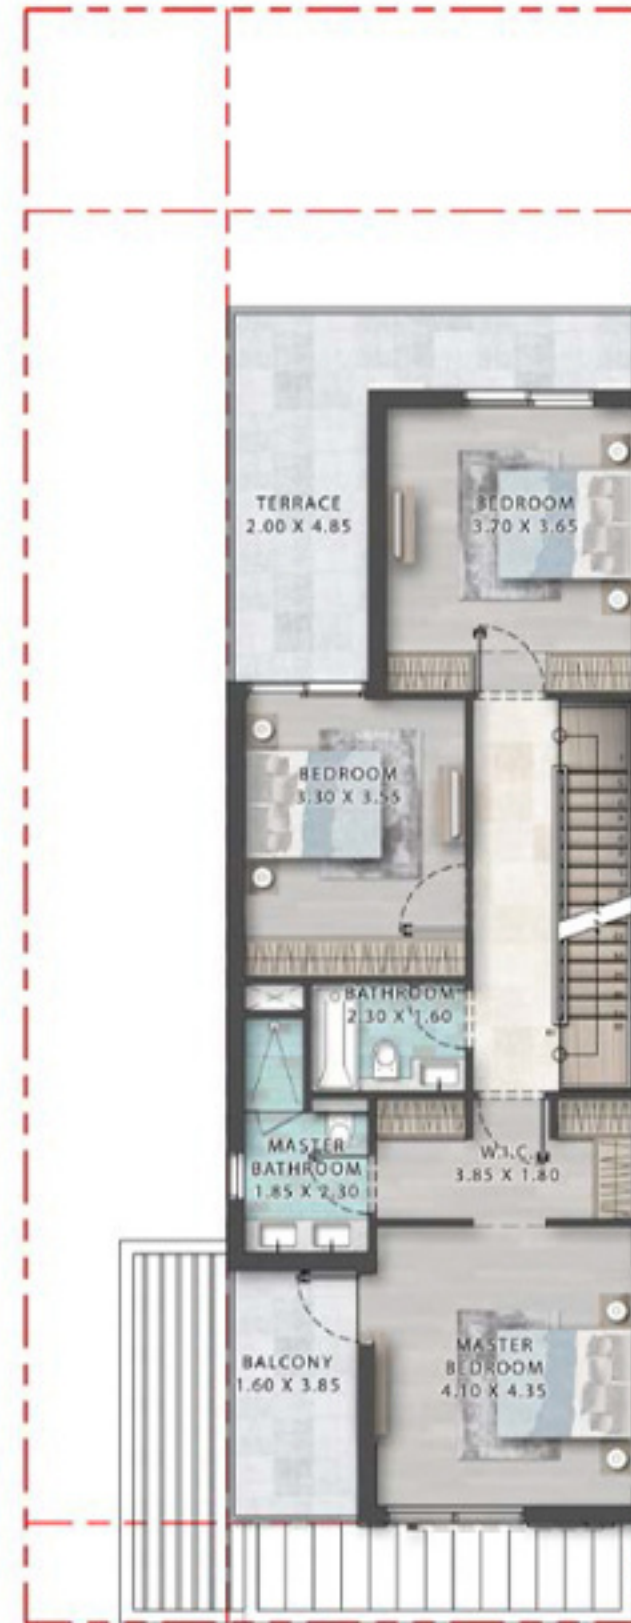 TERRACE
2.00 X 4.85
BEDROOM
3.70 X 3.65
BEDROOM
3.30 X 3.55
BATHROOM
2.30 X 1.60
MASTER
BATHROOM
1.85 X 2.30
W.I.C.
3.85 X 1.80
BALCONY
1.60 X 3.85
MASTER
BEDROOM
4.10 X 4.35